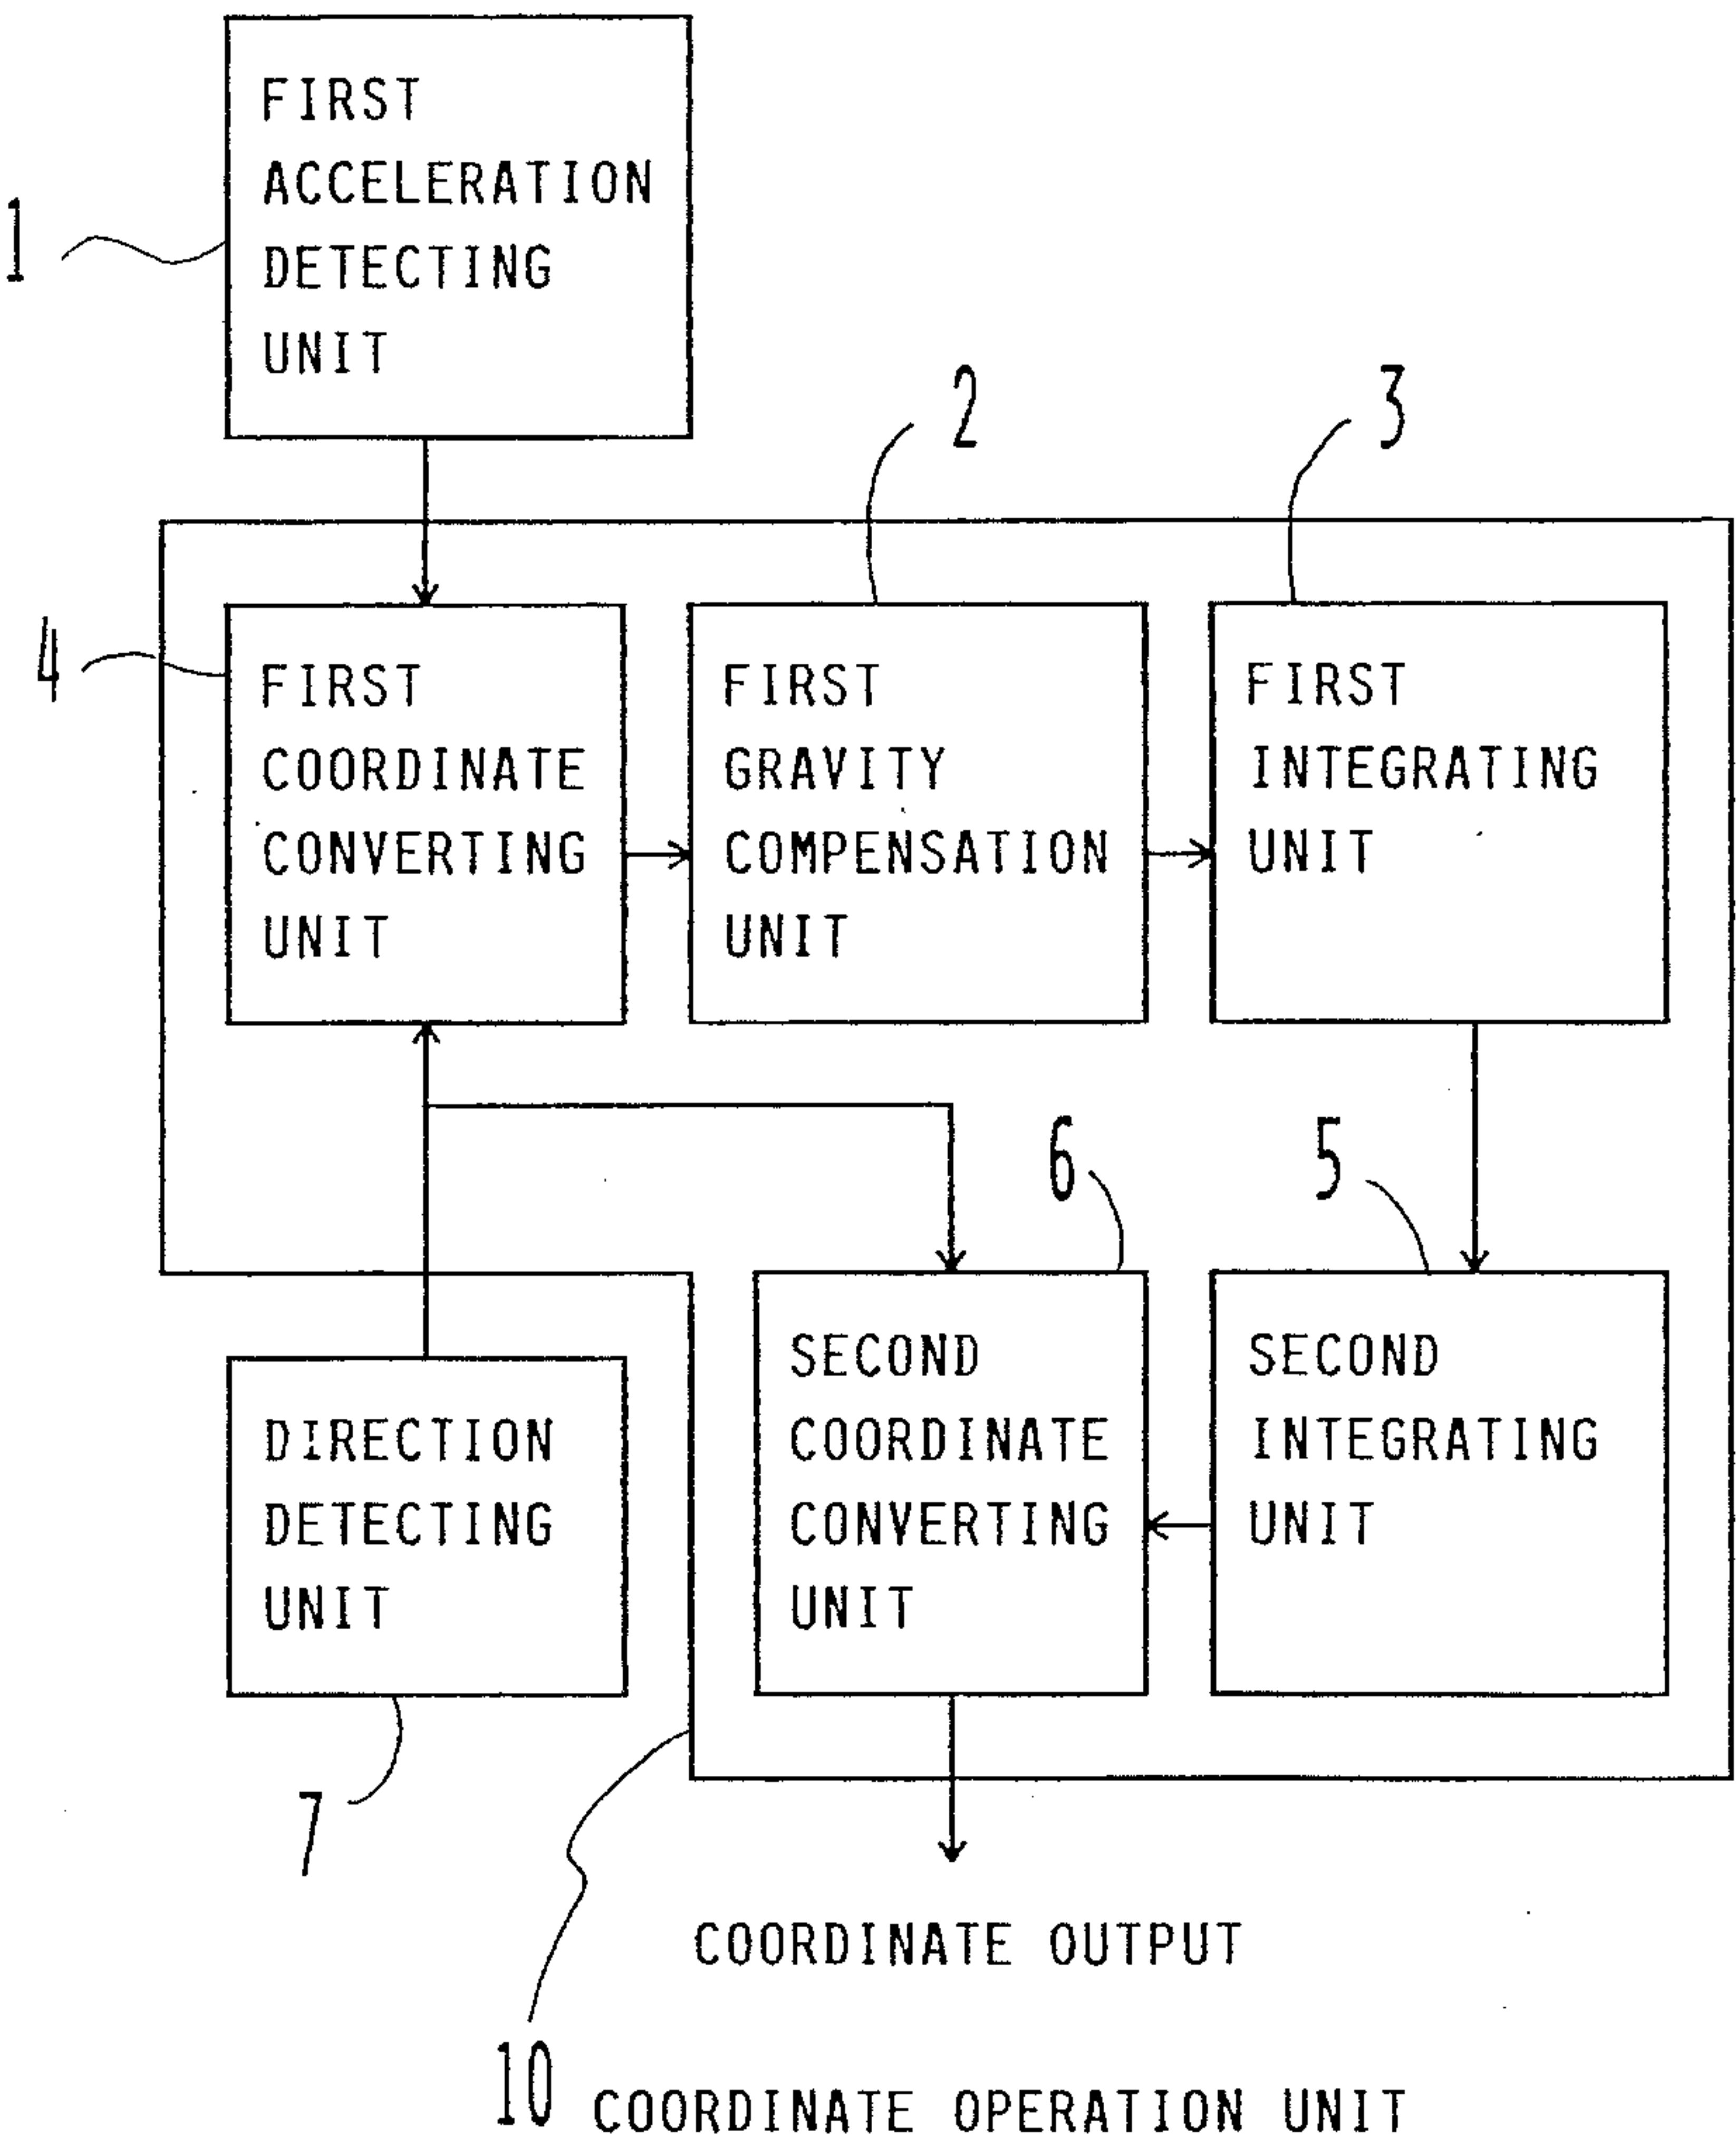 FIRST
ACCELERATION
DETECTING
UNIT
1
2
3
4
FIRST
COORDINATE
CONVERTING
UNIT
FIRST
GRAVITY
COMPENSATION
UNIT
FIRST
INTEGRATING
UNIT
6
5
DIRECTION
DETECTING
UNIT
SECOND
COORDINATE
CONVERTING
UNIT
SECOND
INTEGRATING
UNIT
7
COORDINATE OUTPUT
10 COORDINATE OPERATION UNIT